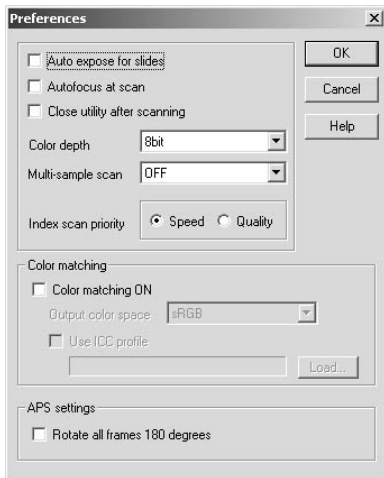 Preferences
OK
Auto expose for slides
Autofocus at scan
Cancel
Close utility after scanning
Help
Color depth 8bit
Multi-sample scan OFF
Index scan priority Speed Quality
Color matching
Color matching ON
Output color space sRGB
Use ICC profile
Load...
APS settings
Rotate all frames 180 degrees